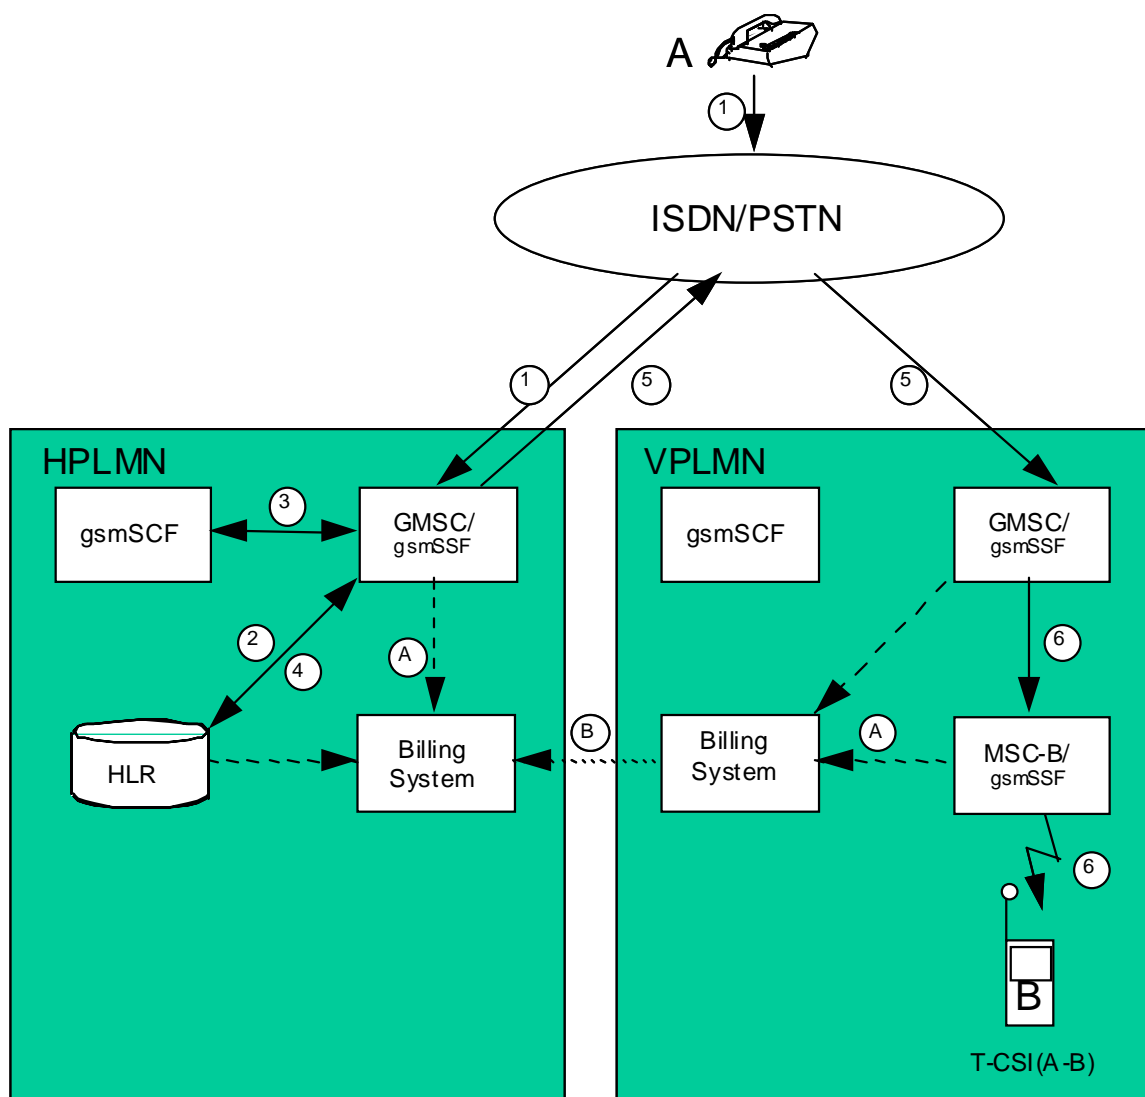 A
1
ISDN/PSTN
1
5
5
HPLMN
VPLMN
gsmSCF
3
GMSC/
gsmSSF
gsmSCF
GMSC/
gsmSSF
2
4
A
6
HLR
Billing
System
B
Billing
System
A
MSC-B/
gsmSSF
6
B
T-CSI(A-B)